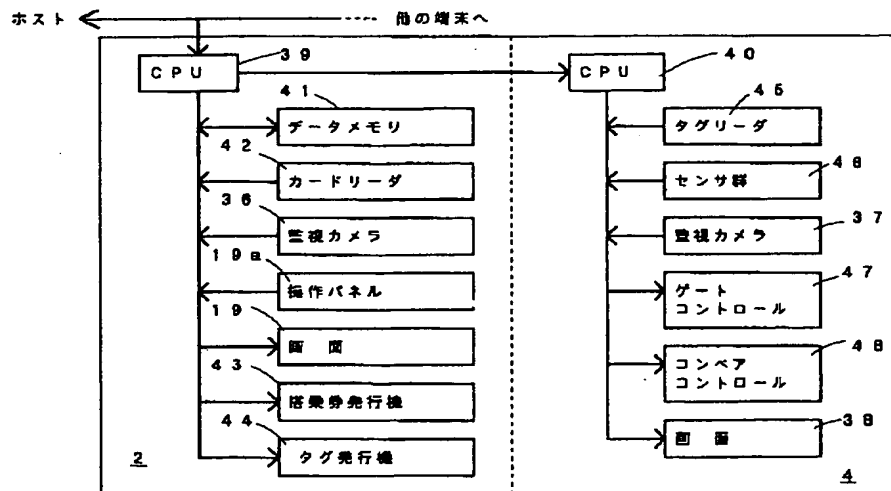 ホスト 他の端末へ
39 40
CPU CPU
41 45
データメモリ タグリーダ
42 46
カードリーダ センサ群
36 37
監視カメラ 監視カメラ
19a 47
操作パネル ゲート
コントロール
19
画面
43 48
搭乗券発行機 コンベア
コントロール
44 38
タグ発行機 画面
2 4